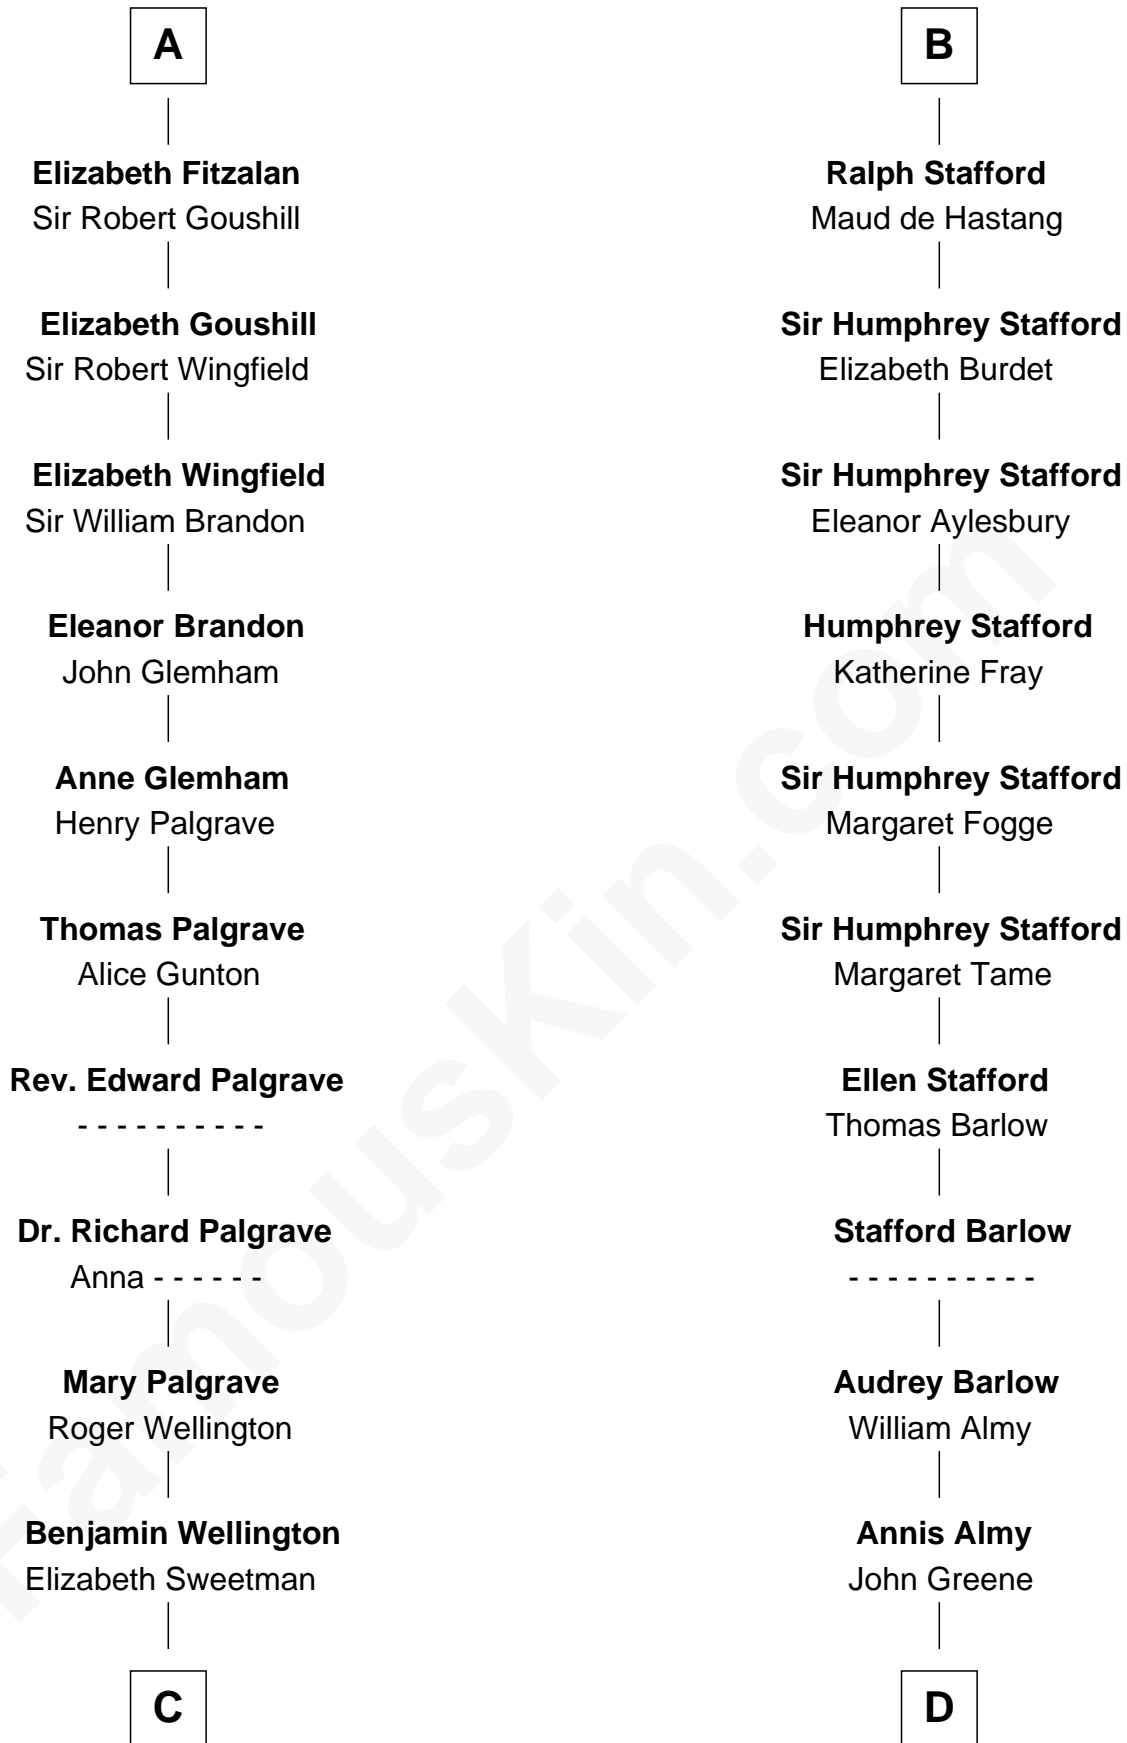 A
Elizabeth Fitzalan
Sir Robert Goushill
Elizabeth Goushill
Sir Robert Wingfield
Elizabeth Wingfield
Sir William Brandon
Eleanor Brandon
John Glemham
Anne Glemham
Henry Palgrave
Thomas Palgrave
Alice Gunton
Rev. Edward Palgrave
- - - - - - - - - -
Dr. Richard Palgrave
Anna - - - - - -
Mary Palgrave
Roger Wellington
Benjamin Wellington
Elizabeth Sweetman
C
B
Ralph Stafford
Maud de Hastang
Sir Humphrey Stafford
Elizabeth Burdet
Sir Humphrey Stafford
Eleanor Aylesbury
Humphrey Stafford
Katherine Fray
Sir Humphrey Stafford
Margaret Fogge
Sir Humphrey Stafford
Margaret Tame
Ellen Stafford
Thomas Barlow
Stafford Barlow
- - - - - - - - - -
Audrey Barlow
William Almy
Annis Almy
John Greene
D
FamousKin.com